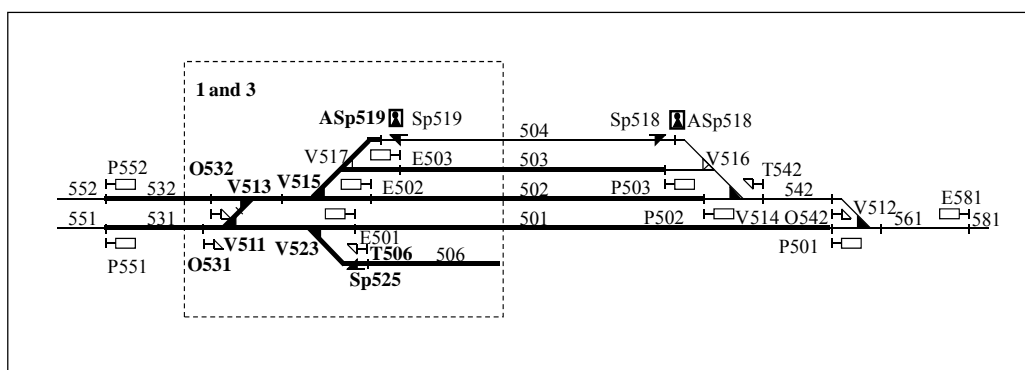 1 and 3
ASp519 Sp519 504 Sp518 ASp518
V517 E503 503 V516
P552 O532 T542
552 532 V513 V515 E502 502 P503 542
551 531 501 P502 V514 O542 V512 561 E581 581
P551 O531 V511 V523 E501 T506 506 P501
Sp525